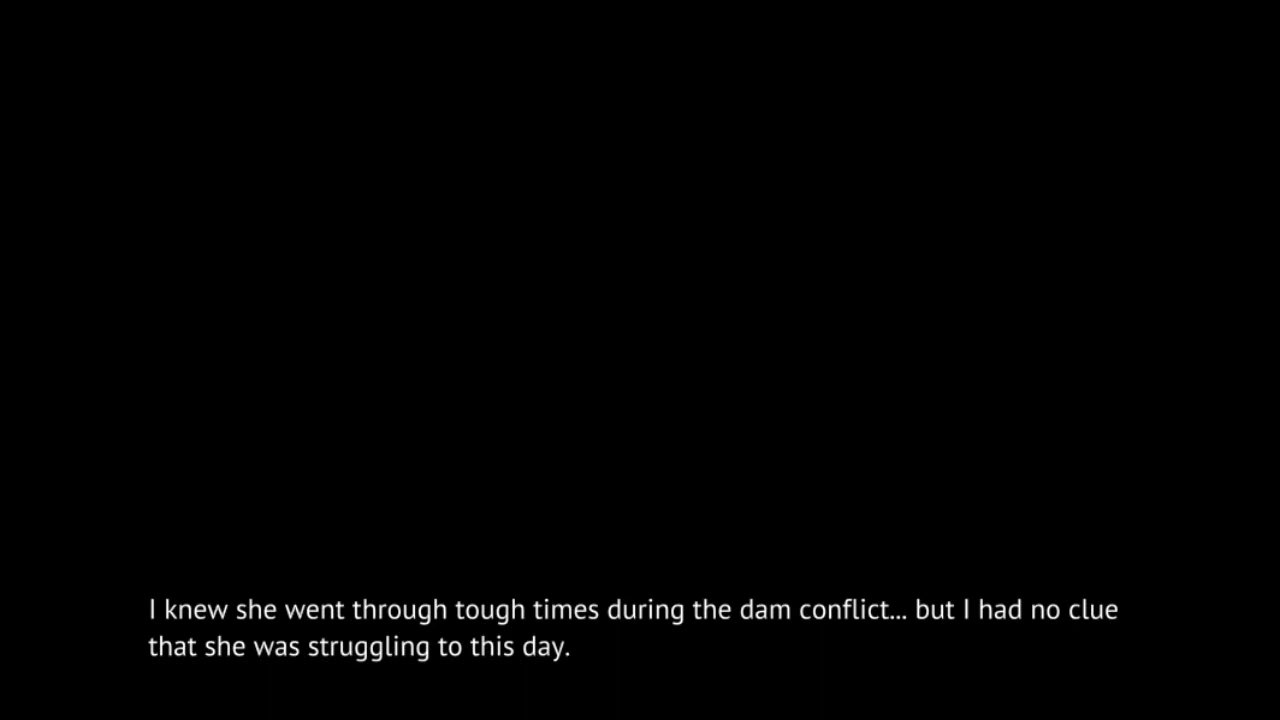 I knew she went through tough times during the dam conflict... but I had no clue
that she was struggling to this day.